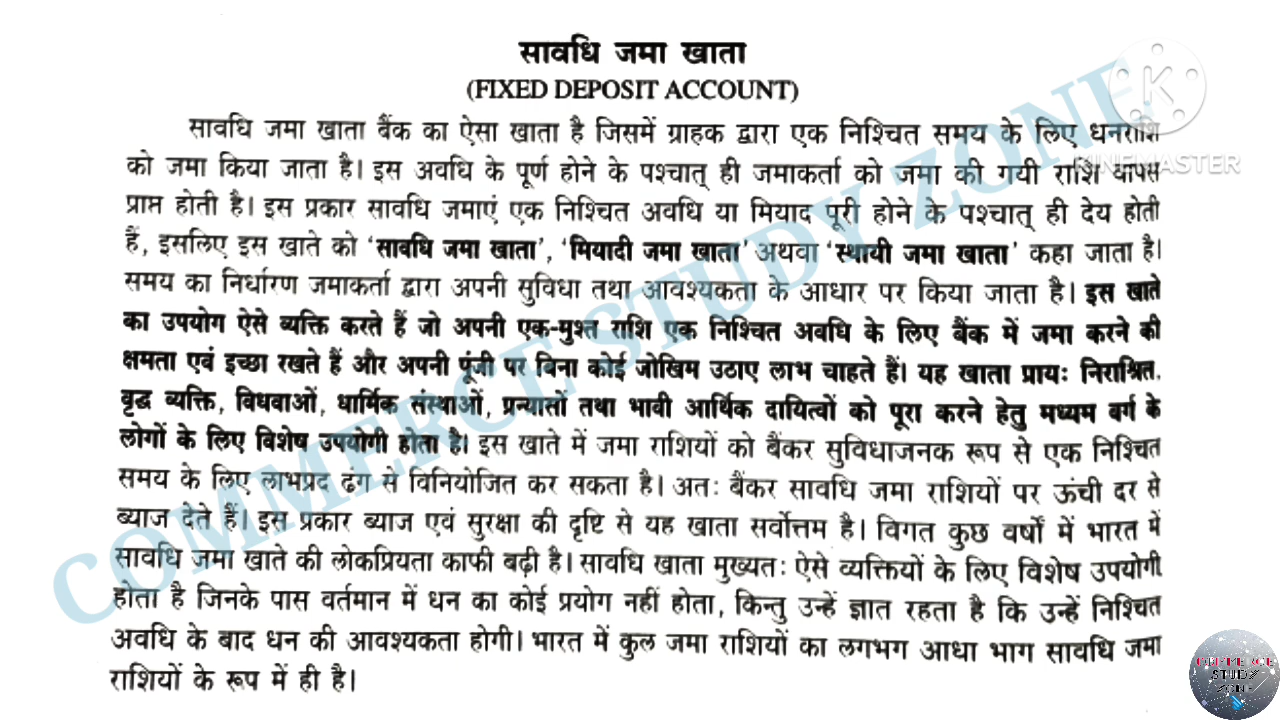 सावधि जमा खाता
(FIXED DEPOSIT ACCOUNT)
सावधि जमा खाता बैंक का ऐसा खाता है जिसमें ग्राहक द्वारा एक निश्चित समय के लिए धनराशि
को जमा किया जाता है। इस अवधि के पूर्ण होने के पश्चात् ही जमाकर्ता को जमा की गयी राशि वापस
प्राप्त होती है। इस प्रकार सावधि जमाएं एक निश्चित अवधि या मियाद पूरी होने के पश्चात् ही देय होती
हैं, इसलिए इस खाते को ‘सावधि जमा खाता’, ‘मियादी जमा खाता’ अथवा ‘स्थायी जमा खाता’ कहा जाता है।
समय का निर्धारण जमाकर्ता द्वारा अपनी सुविधा तथा आवश्यकता के आधार पर किया जाता है। इस खाते
का उपयोग ऐसे व्यक्ति करते हैं जो अपनी एक-मुश्त राशि एक निश्चित अवधि के लिए बैंक में जमा करने की
क्षमता एवं इच्छा रखते हैं और अपनी पूंजी पर बिना कोई जोखिम उठाए लाभ चाहते हैं। यह खाता प्रायः निराश्रित,
वृद्ध व्यक्ति, विधवाओं, धार्मिक संस्थाओं, प्रन्यासों तथा भावी आर्थिक दायित्वों को पूरा करने हेतु मध्यम बर्ग के
लोगों के लिए विशेष उपयोगी होता है। इस खाते में जमा राशियों को बैंकर सुविधाजनक रूप से एक निश्चित
समय के लिए लाभप्रद ढंग से विनियोजित कर सकता है। अतः बैंकर सावधि जमा राशियों पर ऊंची दर से
ब्याज देते हैं। इस प्रकार ब्याज एवं सुरक्षा की दृष्टि से यह खाता सर्वोत्तम है। विगत कुछ वर्षों में भारत में
सावधि जमा खाते की लोकप्रियता काफी बढ़ी है। सावधि खाता मुख्यतः ऐसे व्यक्तियों के लिए विशेष उपयोगी
होता है जिनके पास वर्तमान में धन का कोई प्रयोग नहीं होता, किन्तु उन्हें ज्ञात रहता है कि उन्हें निश्चित
अवधि के बाद धन की आवश्यकता होगी। भारत में कुल जमा राशियों का लगभग आधा भाग सावधि जमा
राशियों के रूप में ही है।
COMMERCE STUDY ZONE
K
KINEMASTER
COMMERCE
STUDY
ZONE